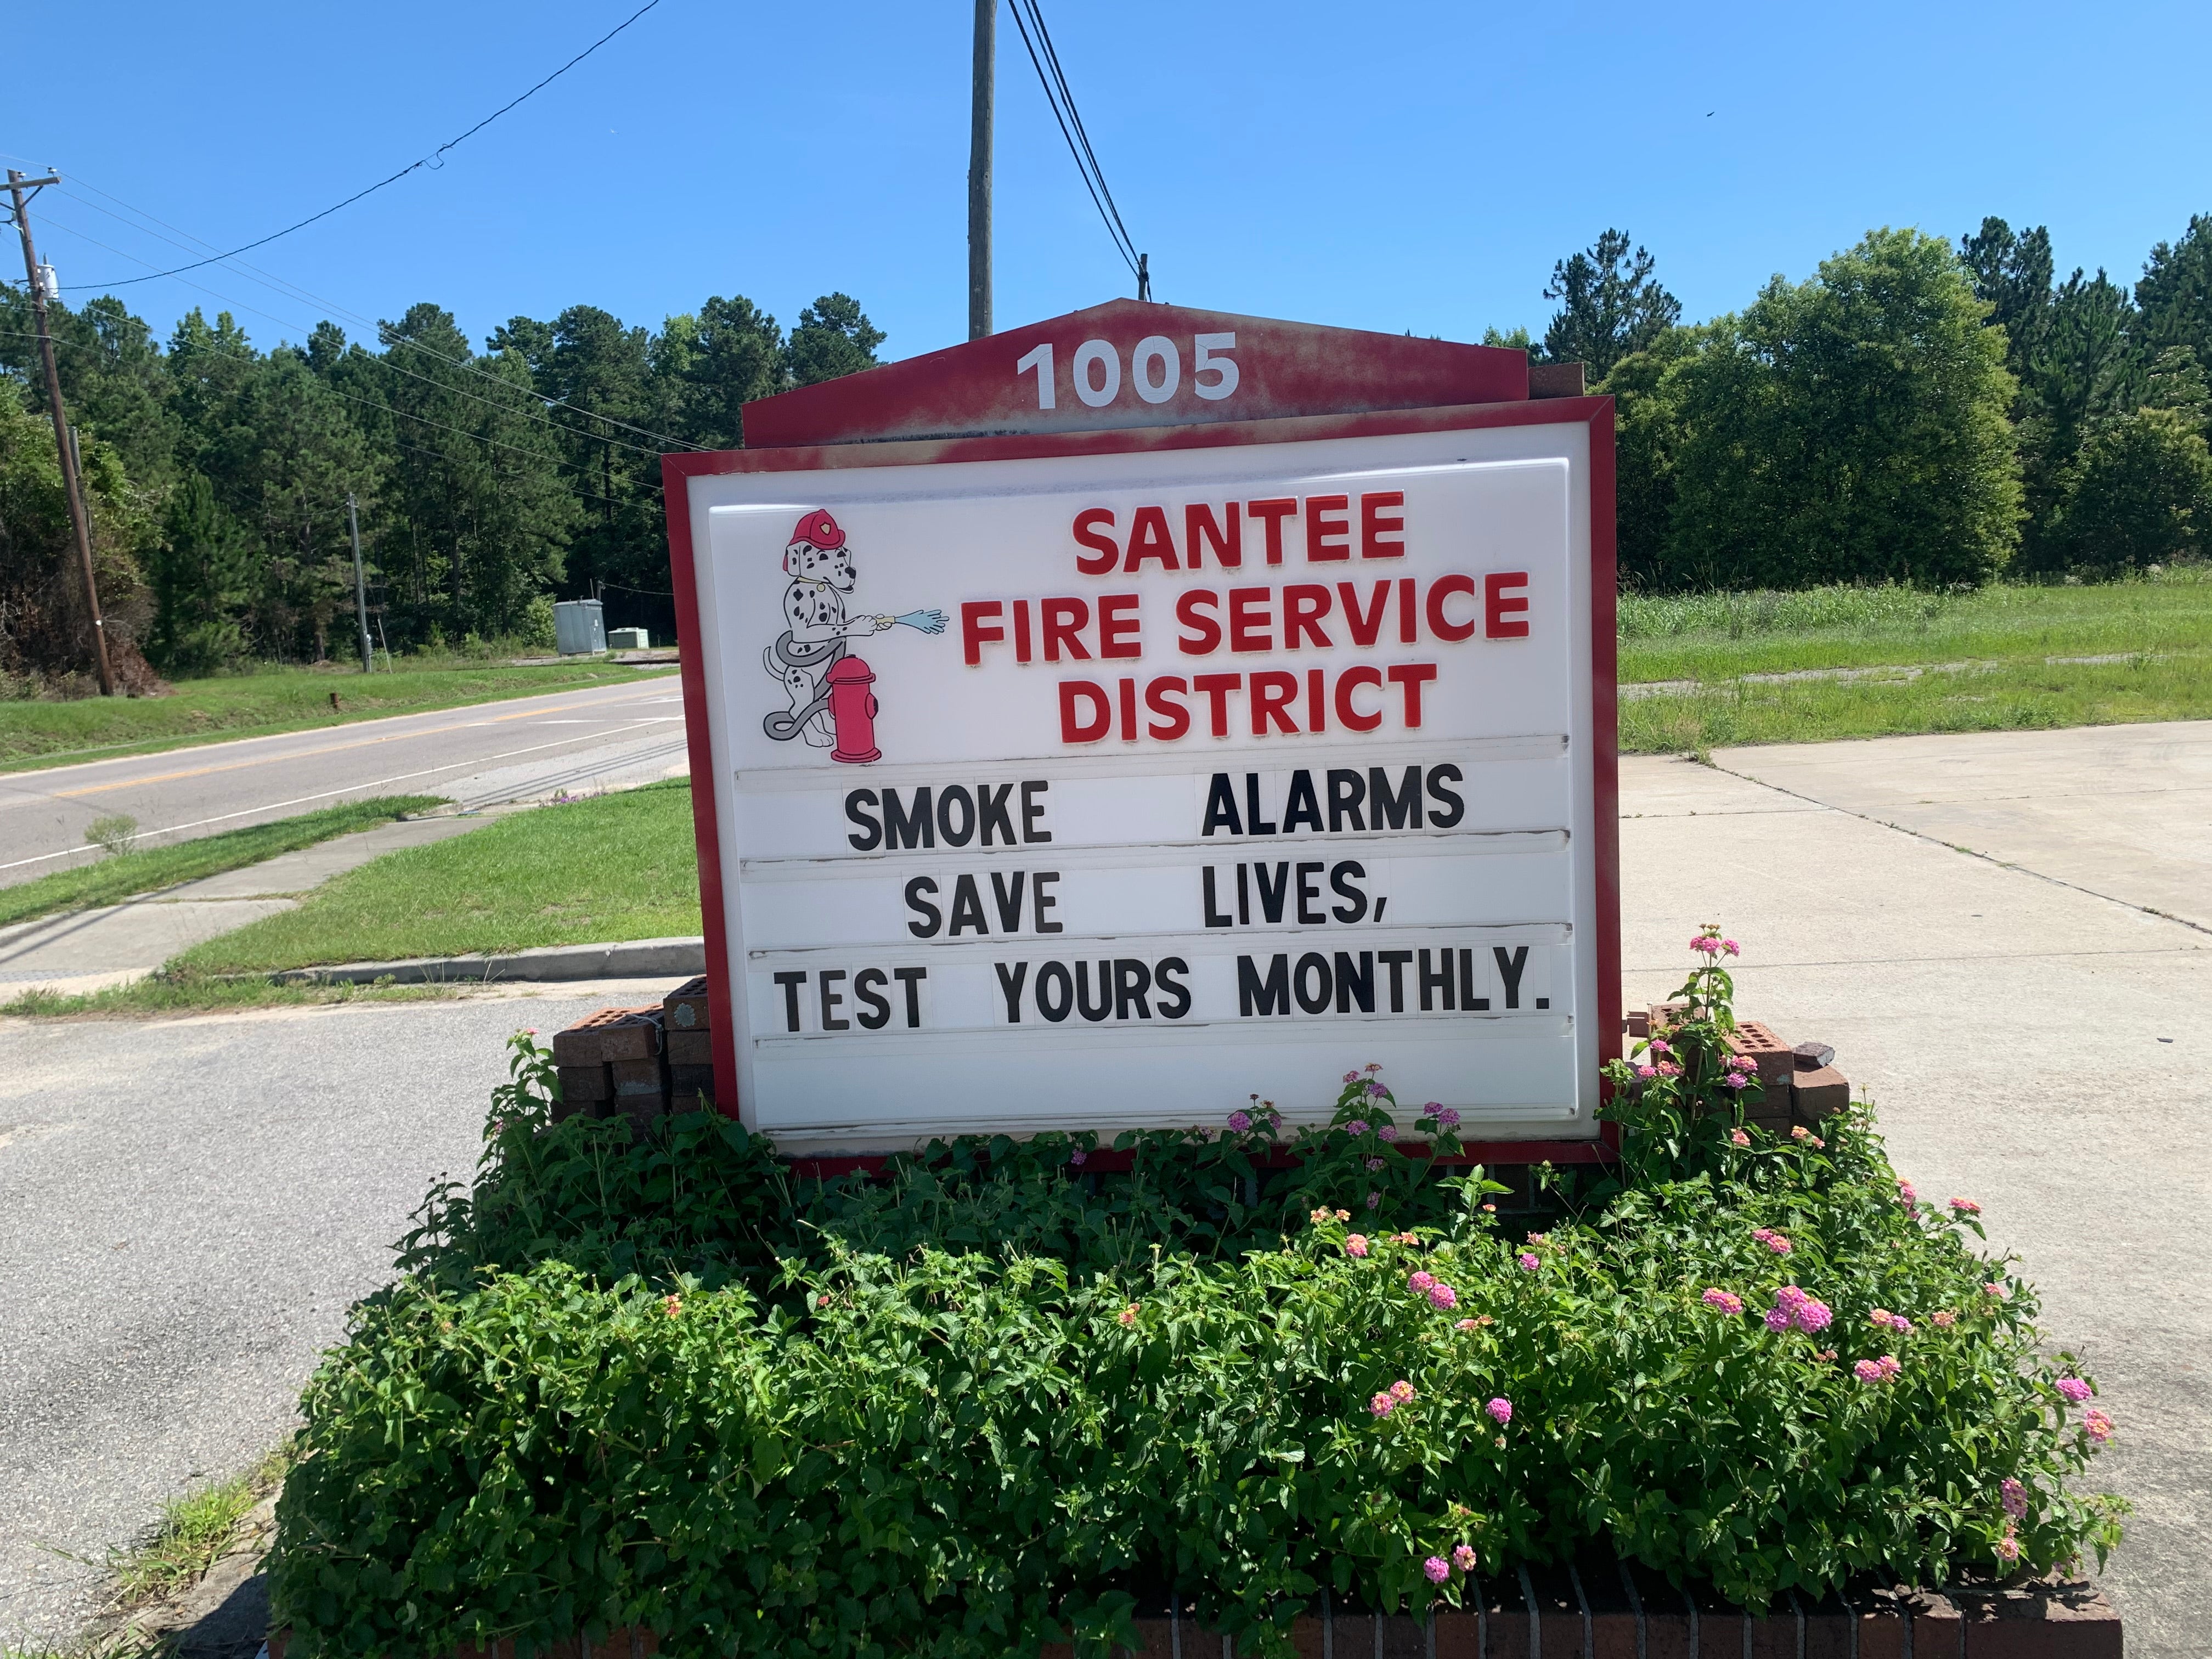 1005
SANTEE
FIRE SERVICE
DISTRICT
SMOKE ALARMS
SAVE LIVES,
TEST YOURS MONTHLY.